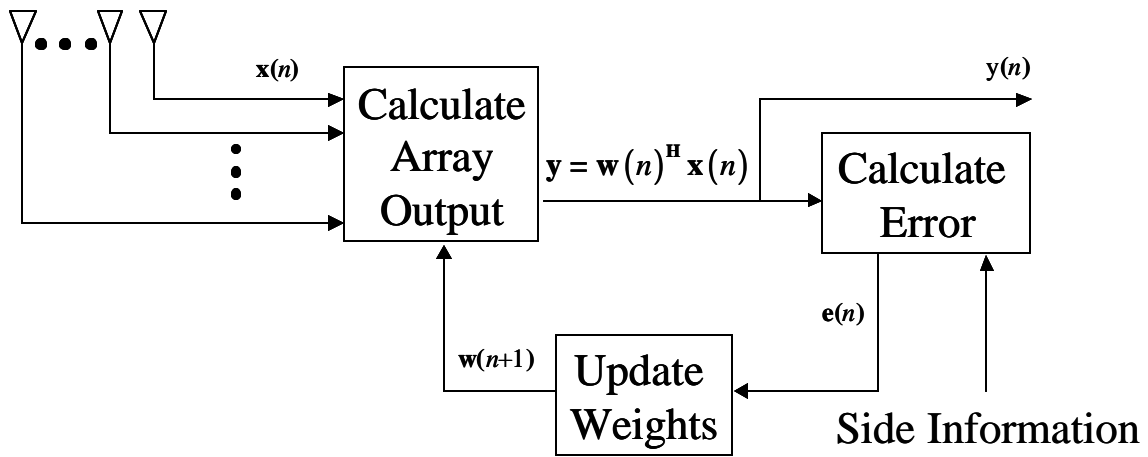 x(n)
y(n)
Calculate
Array
Output
y = w(n)^H x(n)
Calculate
Error
e(n)
w(n+1)
Update
Weights
Side Information